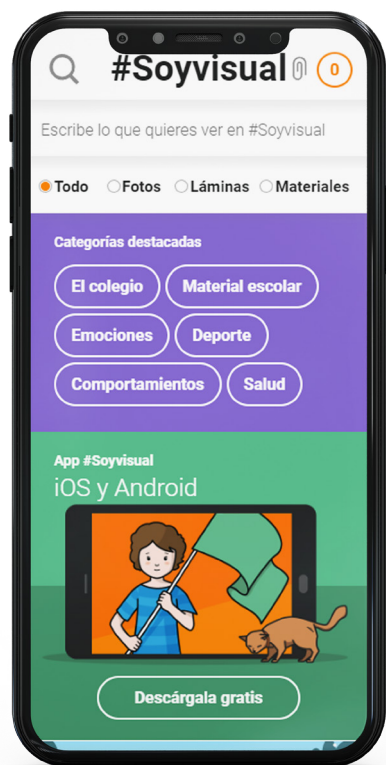 #Soyvisual 0
Escribe lo que quieres ver en #Soyvisual
Todo Fotos Láminas Materiales
Categorías destacadas
El colegio Material escolar
Emociones Deporte
Comportamientos Salud
App #Soyvisual
iOS y Android
Descárgala gratis